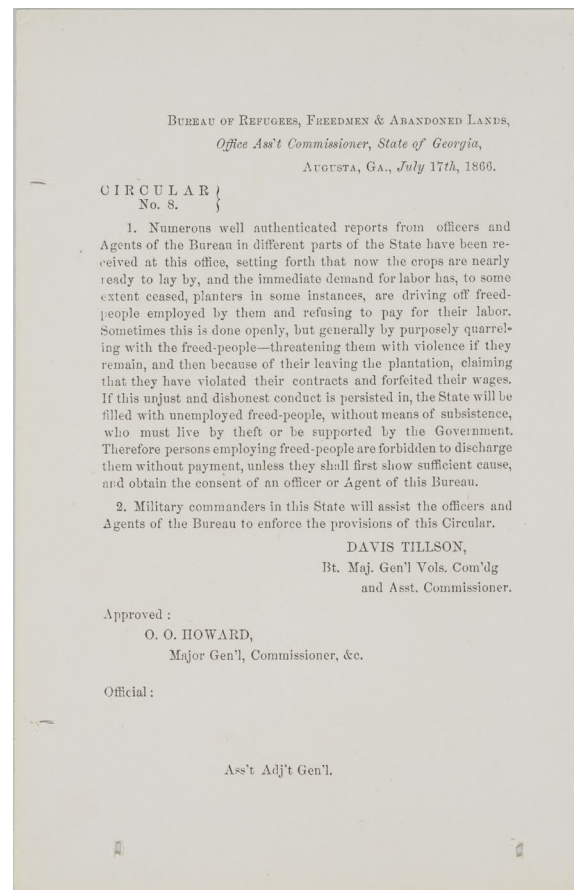 BUREAU OF REFUGEES, FREEDMEN & ABANDONED LANDS,
Office Ass't Commissioner, State of Georgia,
AUGUSTA, GA., July 17th, 1866.
CIRCULAR }
No. 8.
1. Numerous well authenticated reports from officers and
Agents of the Bureau in different parts of the State have been re-
ceived at this office, setting forth that now the crops are nearly
ready to lay by, and the immediate demand for labor has, to some
extent ceased, planters in some instances, are driving off freed-
people employed by them and refusing to pay for their labor.
Sometimes this is done openly, but generally by purposely quarrel-
ing with the freed-people—threatening them with violence if they
remain, and then because of their leaving the plantation, claiming
that they have violated their contracts and forfeited their wages.
If this unjust and dishonest conduct is persisted in, the State will be
filled with unemployed freed-people, without means of subsistence,
who must live by theft or be supported by the Government.
Therefore persons employing freed-people are forbidden to discharge
them without payment, unless they shall first show sufficient cause,
and obtain the consent of an officer or Agent of this Bureau.
2. Military commanders in this State will assist the officers and
Agents of the Bureau to enforce the provisions of this Circular.
DAVIS TILLSON,
Bt. Maj. Gen'l Vols. Com'dg
and Asst. Commissioner.
Approved :
O. O. HOWARD,
Major Gen'l, Commissioner, &c.
Official :
Ass't Adj't Gen'l.